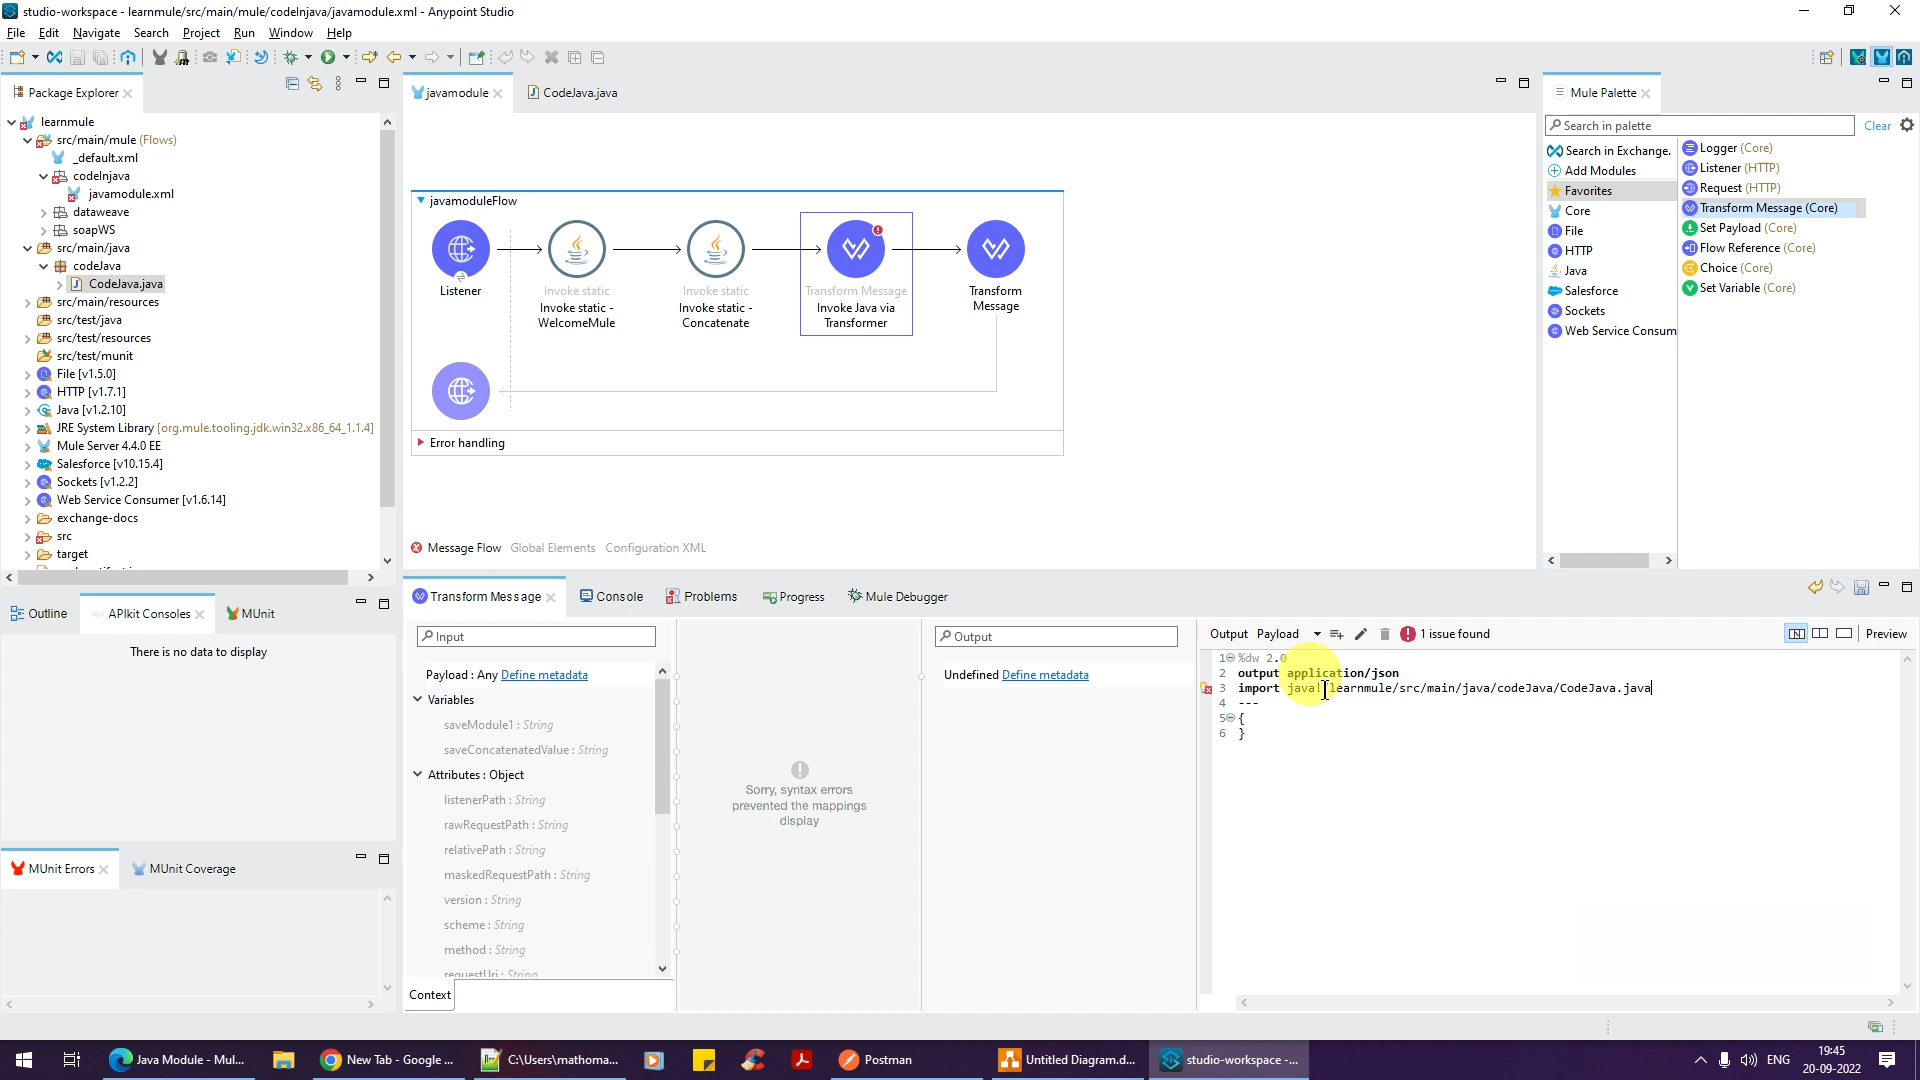 studio-workspace - learnmule/src/main/mule/codeInjava/javamodule.xml - Anypoint Studio
File Edit Navigate Search Project Run Window Help
Package Explorer
learnmule
src/main/mule (Flows)
_default.xml
codeInjava
javamodule.xml
dataweave
soapWS
src/main/java
codeJava
CodeJava.java
src/main/resources
src/test/java
src/test/resources
src/test/munit
File [v1.5.0]
HTTP [v1.7.1]
Java [v1.2.10]
JRE System Library [org.mule.tooling.jdk.win32.x86_64_1.1.4]
Mule Server 4.4.0 EE
Salesforce [v10.15.4]
Sockets [v1.2.2]
Web Service Consumer [v1.6.14]
exchange-docs
src
target
javamodule
CodeJava.java
javamoduleFlow
Listener
Invoke static
Invoke static -
WelcomeMule
Invoke static
Invoke static -
Concatenate
Transform Message
Invoke Java via
Transformer
Transform
Message
Error handling
Message Flow Global Elements Configuration XML
Mule Palette
Search in palette
Clear
Search in Exchange.
Add Modules
Favorites
Core
File
HTTP
Java
Salesforce
Sockets
Web Service Consum
Logger (Core)
Listener (HTTP)
Request (HTTP)
Transform Message (Core)
Set Payload (Core)
Flow Reference (Core)
Choice (Core)
Set Variable (Core)
Outline
APIkit Consoles
MUnit
There is no data to display
MUnit Errors
MUnit Coverage
Transform Message
Console
Problems
Progress
Mule Debugger
Input
Payload : Any Define metadata
Variables
saveModule1 : String
saveConcatenatedValue : String
Attributes : Object
listenerPath : String
rawRequestPath : String
relativePath : String
maskedRequestPath : String
version : String
scheme : String
method : String
requestUri : String
Context
Sorry, syntax errors
prevented the mappings
display
Output
Undefined Define metadata
Output Payload
1 issue found
Preview
1 %dw 2.0
2 output application/json
3 import java!learnmule/src/main/java/codeJava/CodeJava.java
4 ---
5 {
6 }
Java Module - Mul...
New Tab - Google ...
C:\Users\mathoma...
Postman
Untitled Diagram.d...
studio-workspace -...
ENG
19:45
20-09-2022